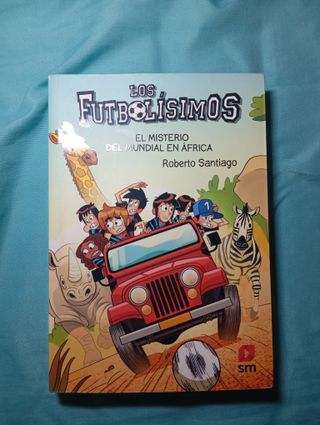 LOS
FUTBOLÍSIMOS
EL MISTERIO
DEL MUNDIAL EN ÁFRICA
Roberto Santiago
sm